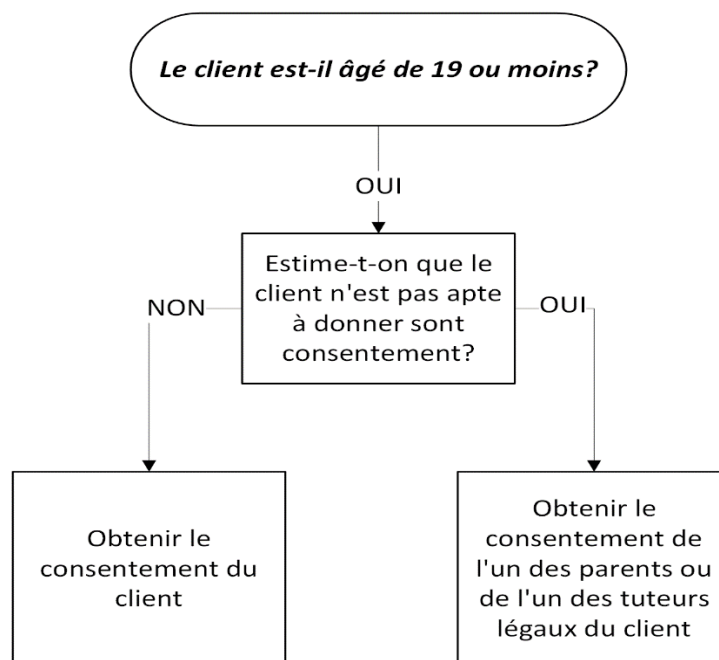 Le client est-il âgé de 19 ou moins?
OUI
Estime-t-on que le
client n'est pas apte
à donner sont
consentement?
NON
OUI
Obtenir le
consentement du
client
Obtenir le
consentement de
l'un des parents ou
de l'un des tuteurs
légaux du client